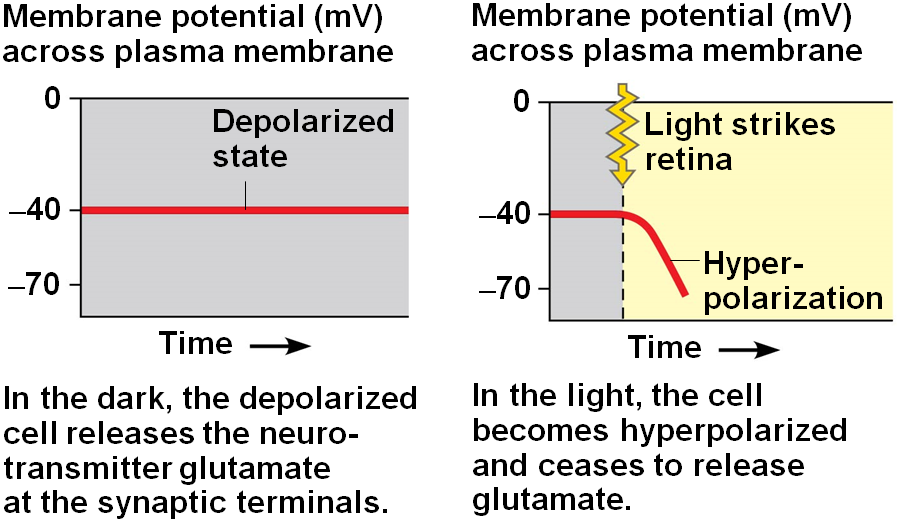 Membrane potential (mV)
across plasma membrane
0
Depolarized
state
–40
–70
Time
In the dark, the depolarized
cell releases the neuro-
transmitter glutamate
at the synaptic terminals.
Membrane potential (mV)
across plasma membrane
0
Light strikes
retina
–40
Hyper-
polarization
–70
Time
In the light, the cell
becomes hyperpolarized
and ceases to release
glutamate.